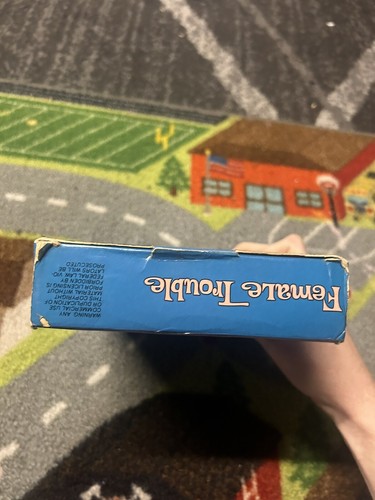 Female Trouble
WARNING: ANY
COMMERCIAL USE
OR DUPLICATION OF
THIS COPYRIGHT
MATERIAL WITHOUT
PRIOR LICENSING IS
FORBIDDEN BY
FEDERAL LAW. VIO-
LATORS WILL BE
PROSECUTED.